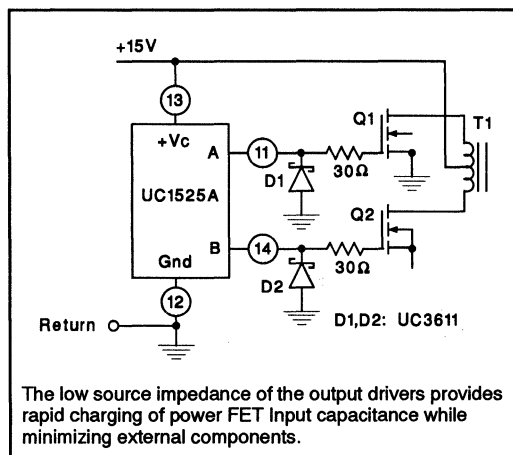 +15V
13
+Vc
A
11
UC1525A
B
14
Gnd
12
Return
D1
30Ω
Q1
T1
D2
30Ω
Q2
D1,D2: UC3611
The low source impedance of the output drivers provides
rapid charging of power FET Input capacitance while
minimizing external components.